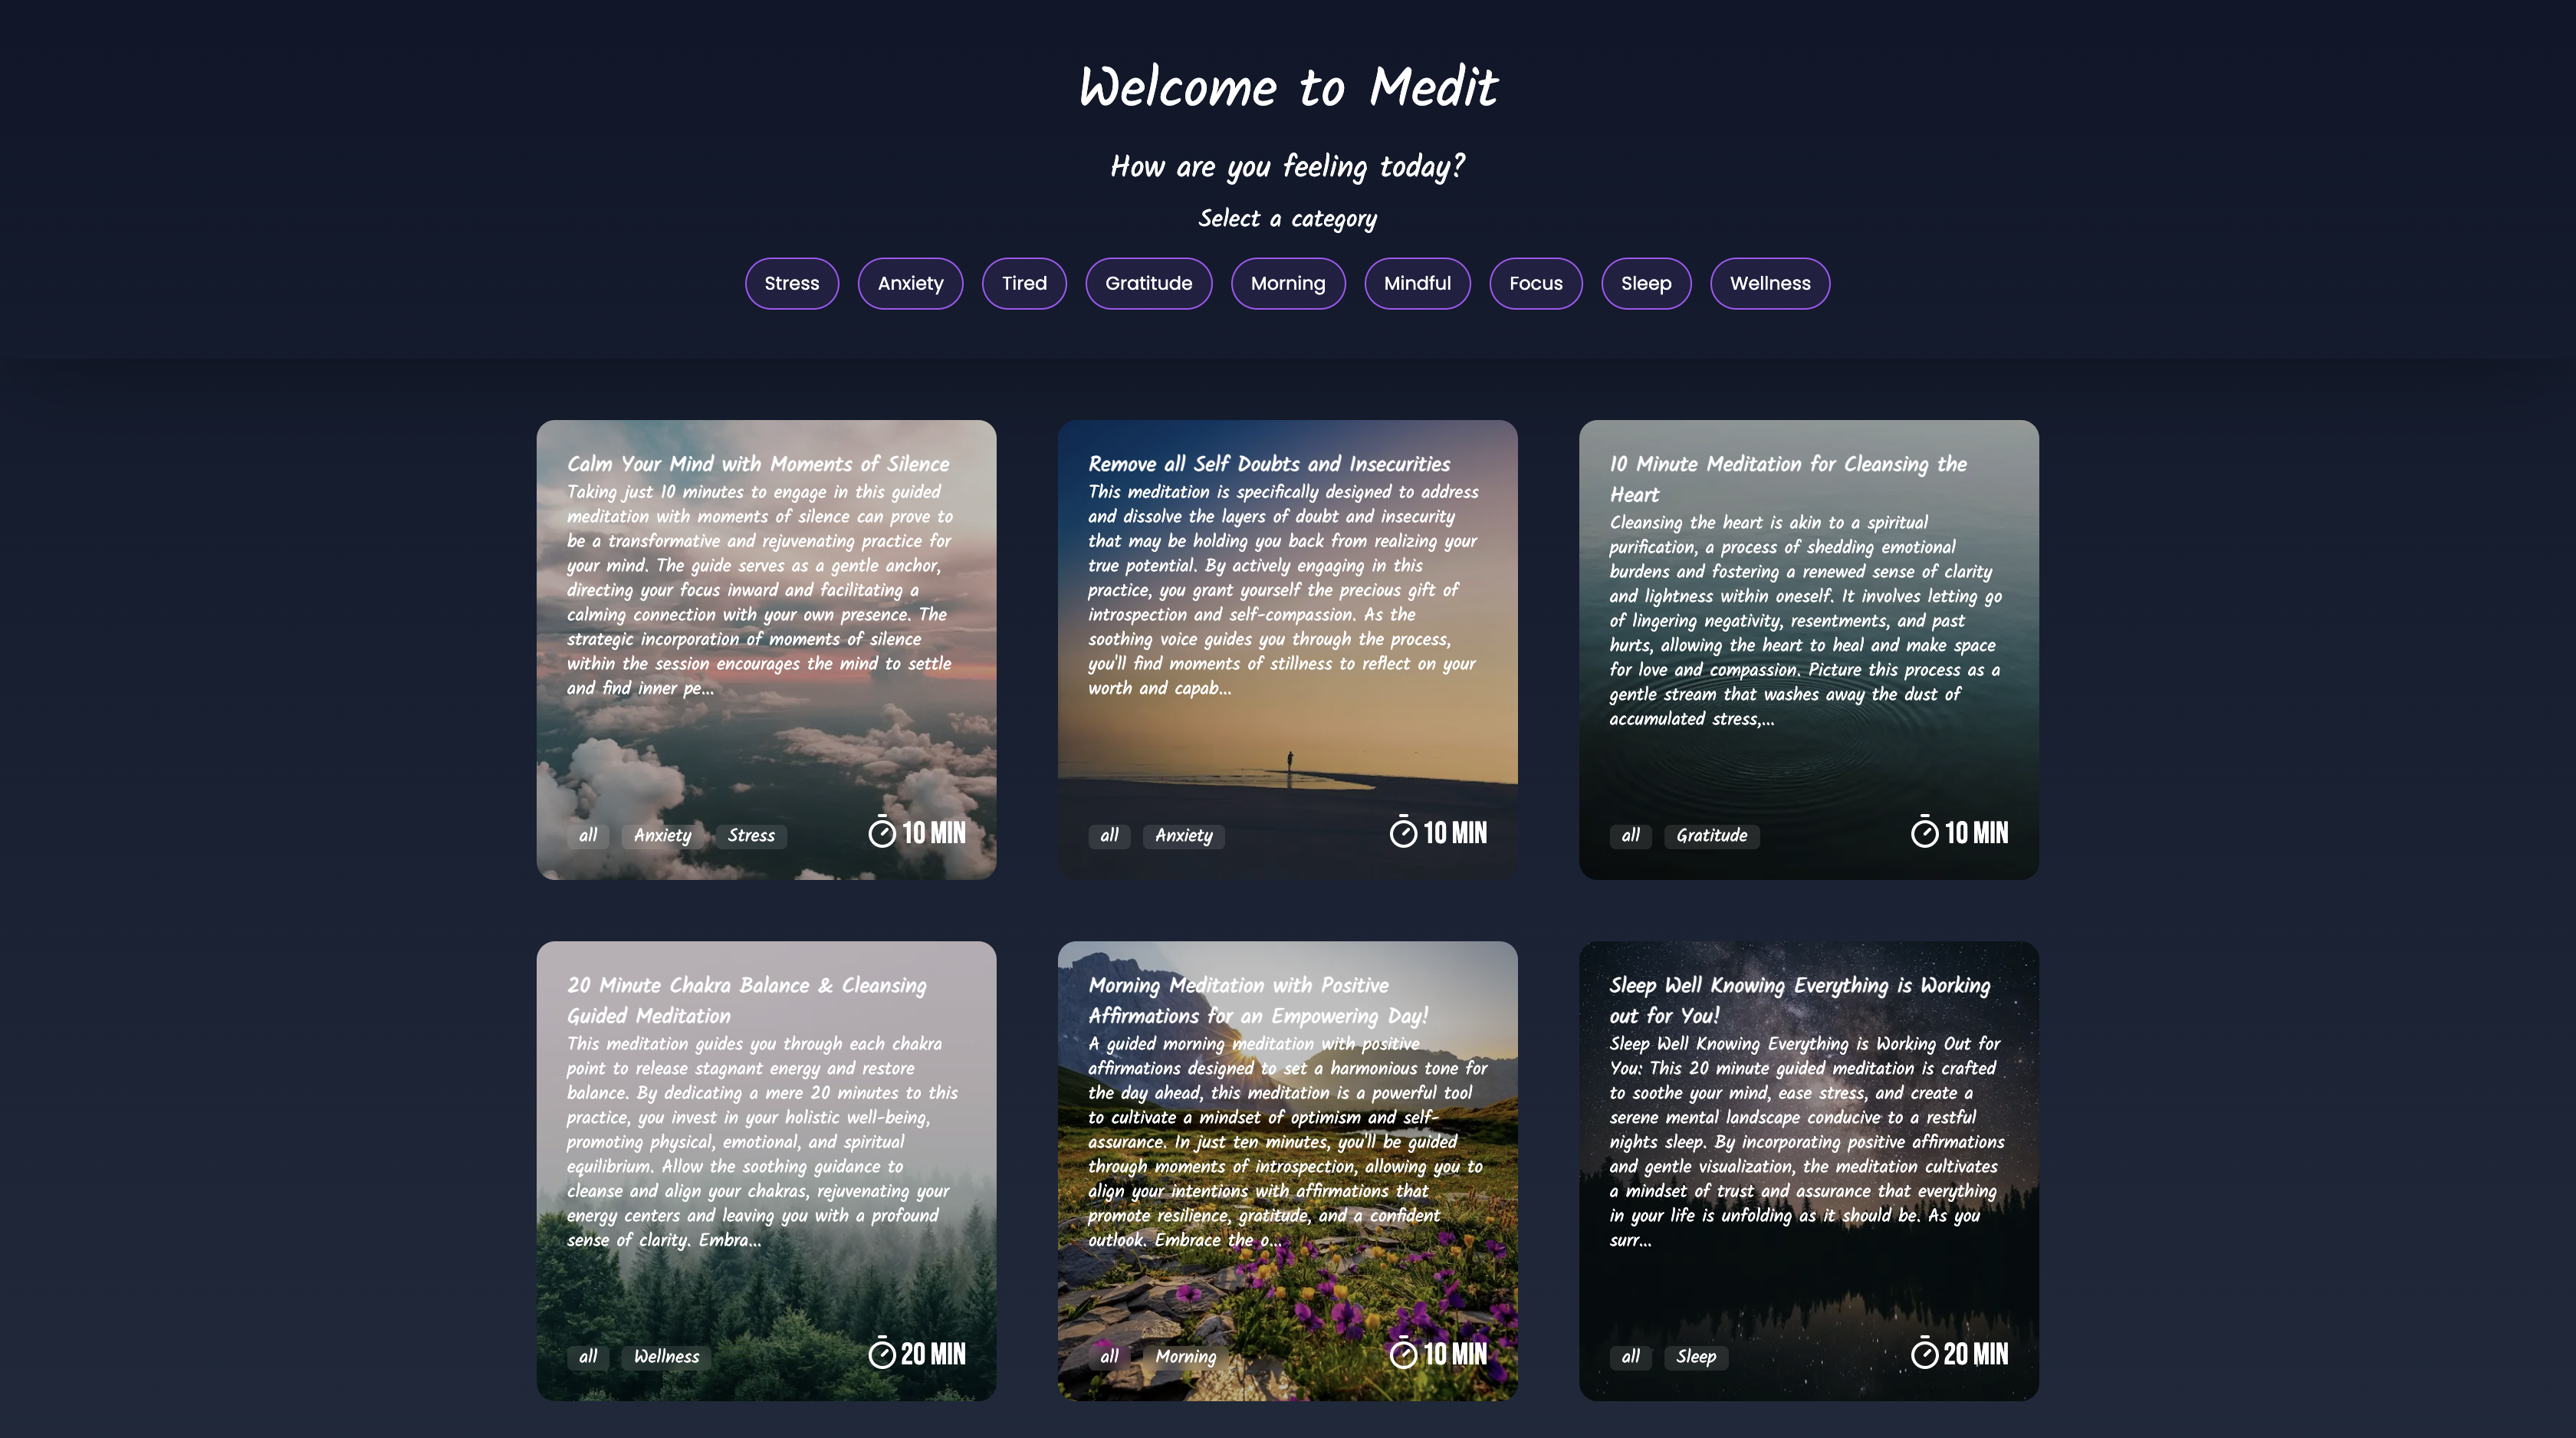 Welcome to Medit
How are you feeling today?
Select a category
Stress
Anxiety
Tired
Gratitude
Morning
Mindful
Focus
Sleep
Wellness
Calm Your Mind with Moments of Silence
Taking just 10 minutes to engage in this guided
meditation with moments of silence can prove to
be a transformative and rejuvenating practice for
your mind. The guide serves as a gentle anchor,
directing your focus inward and facilitating a
calming connection with your own presence. The
strategic incorporation of moments of silence
within the session encourages the mind to settle
and find inner pe...
all
Anxiety
Stress
10 MIN
Remove all Self Doubts and Insecurities
This meditation is specifically designed to address
and dissolve the layers of doubt and insecurity
that may be holding you back from realizing your
true potential. By actively engaging in this
practice, you grant yourself the precious gift of
introspection and self-compassion. As the
soothing voice guides you through the process,
you'll find moments of stillness to reflect on your
worth and capab...
all
Anxiety
10 MIN
10 Minute Meditation for Cleansing the
Heart
Cleansing the heart is akin to a spiritual
purification, a process of shedding emotional
burdens and fostering a renewed sense of clarity
and lightness within oneself. It involves letting go
of lingering negativity, resentments, and past
hurts, allowing the heart to heal and make space
for love and compassion. Picture this process as a
gentle stream that washes away the dust of
accumulated stress,...
all
Gratitude
10 MIN
20 Minute Chakra Balance & Cleansing
Guided Meditation
This meditation guides you through each chakra
point to release stagnant energy and restore
balance. By dedicating a mere 20 minutes to this
practice, you invest in your holistic well-being,
promoting physical, emotional, and spiritual
equilibrium. Allow the soothing guidance to
cleanse and align your chakras, rejuvenating your
energy centers and leaving you with a profound
sense of clarity. Embra...
all
Wellness
20 MIN
Morning Meditation with Positive
Affirmations for an Empowering Day!
A guided morning meditation with positive
affirmations designed to set a harmonious tone for
the day ahead, this meditation is a powerful tool
to cultivate a mindset of optimism and self-
assurance. In just ten minutes, you'll be guided
through moments of introspection, allowing you to
align your intentions with affirmations that
promote resilience, gratitude, and a confident
outlook. Embrace the o...
all
Morning
10 MIN
Sleep Well Knowing Everything is Working
out for You!
Sleep Well Knowing Everything is Working Out for
You: This 20 minute guided meditation is crafted
to soothe your mind, ease stress, and create a
serene mental landscape conducive to a restful
nights sleep. By incorporating positive affirmations
and gentle visualization, the meditation cultivates
a mindset of trust and assurance that everything
in your life is unfolding as it should be. As you
surr...
all
Sleep
20 MIN